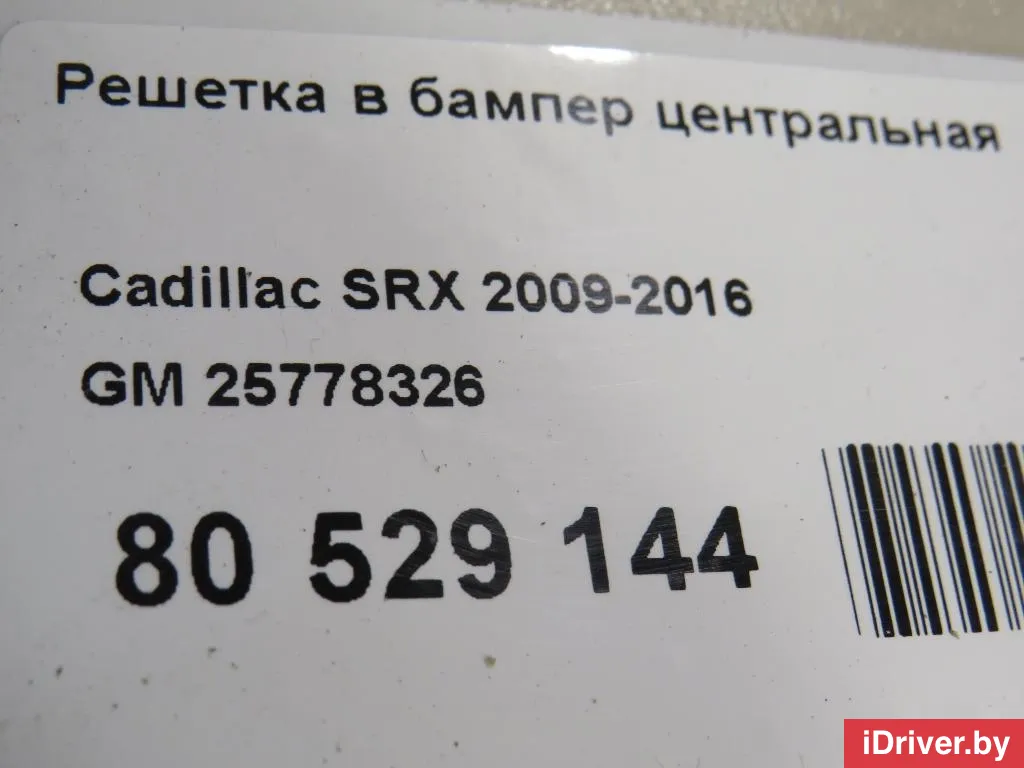 Решетка в бампер центральная
Cadillac SRX 2009-2016
GM 25778326
80 529 144
iDriver.by